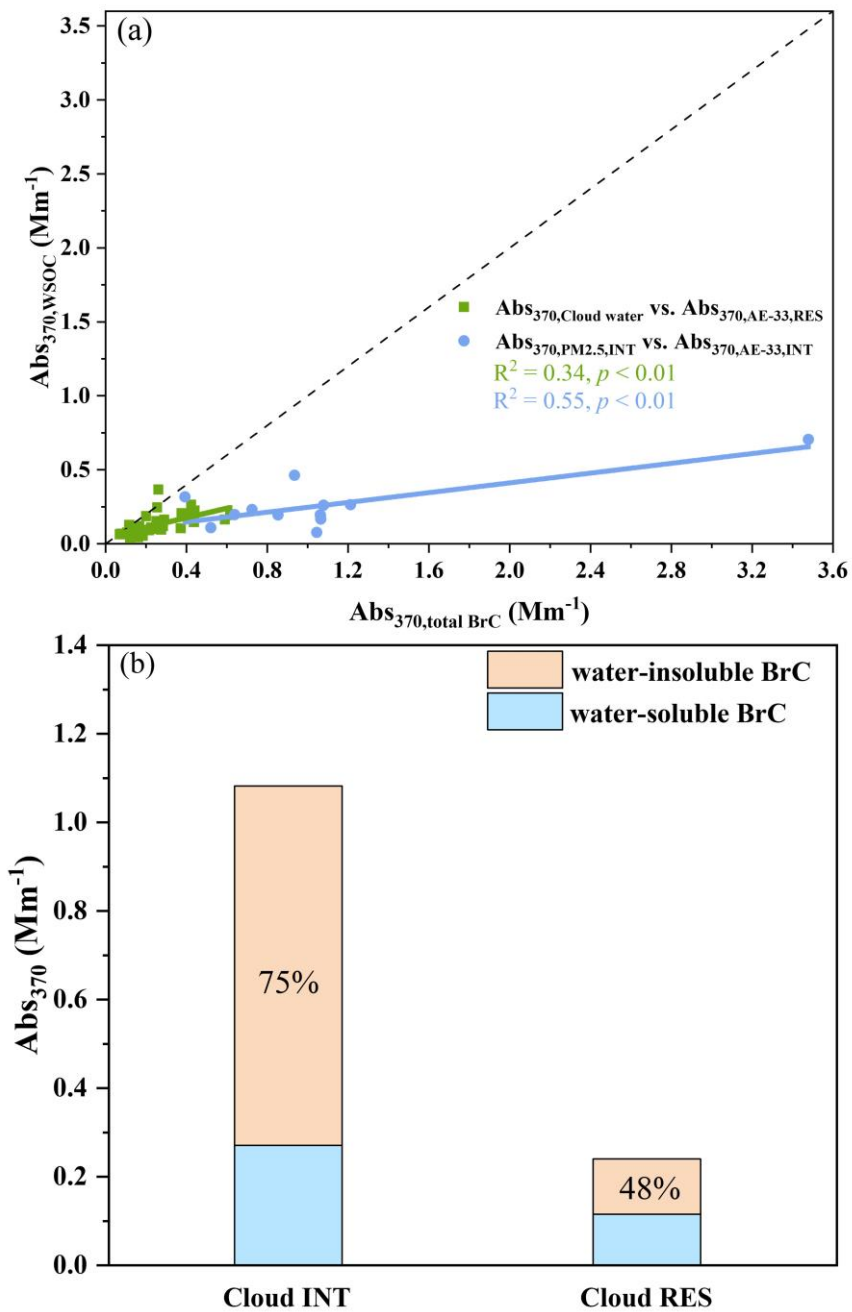 (a)
3.5
3.0
2.5
2.0
1.5
1.0
0.5
0.0
Abs370,WSOC (Mm-1)
Abs370,Cloud water vs. Abs370,AE-33,RES
Abs370,PM2.5,INT vs. Abs370,AE-33,INT
R2 = 0.34, p < 0.01
R2 = 0.55, p < 0.01
0.0 0.4 0.8 1.2 1.6 2.0 2.4 2.8 3.2 3.6
Abs370,total BrC (Mm-1)
(b)
1.4
1.2
1.0
0.8
0.6
0.4
0.2
0.0
Abs370 (Mm-1)
water-insoluble BrC
water-soluble BrC
75%
48%
Cloud INT Cloud RES